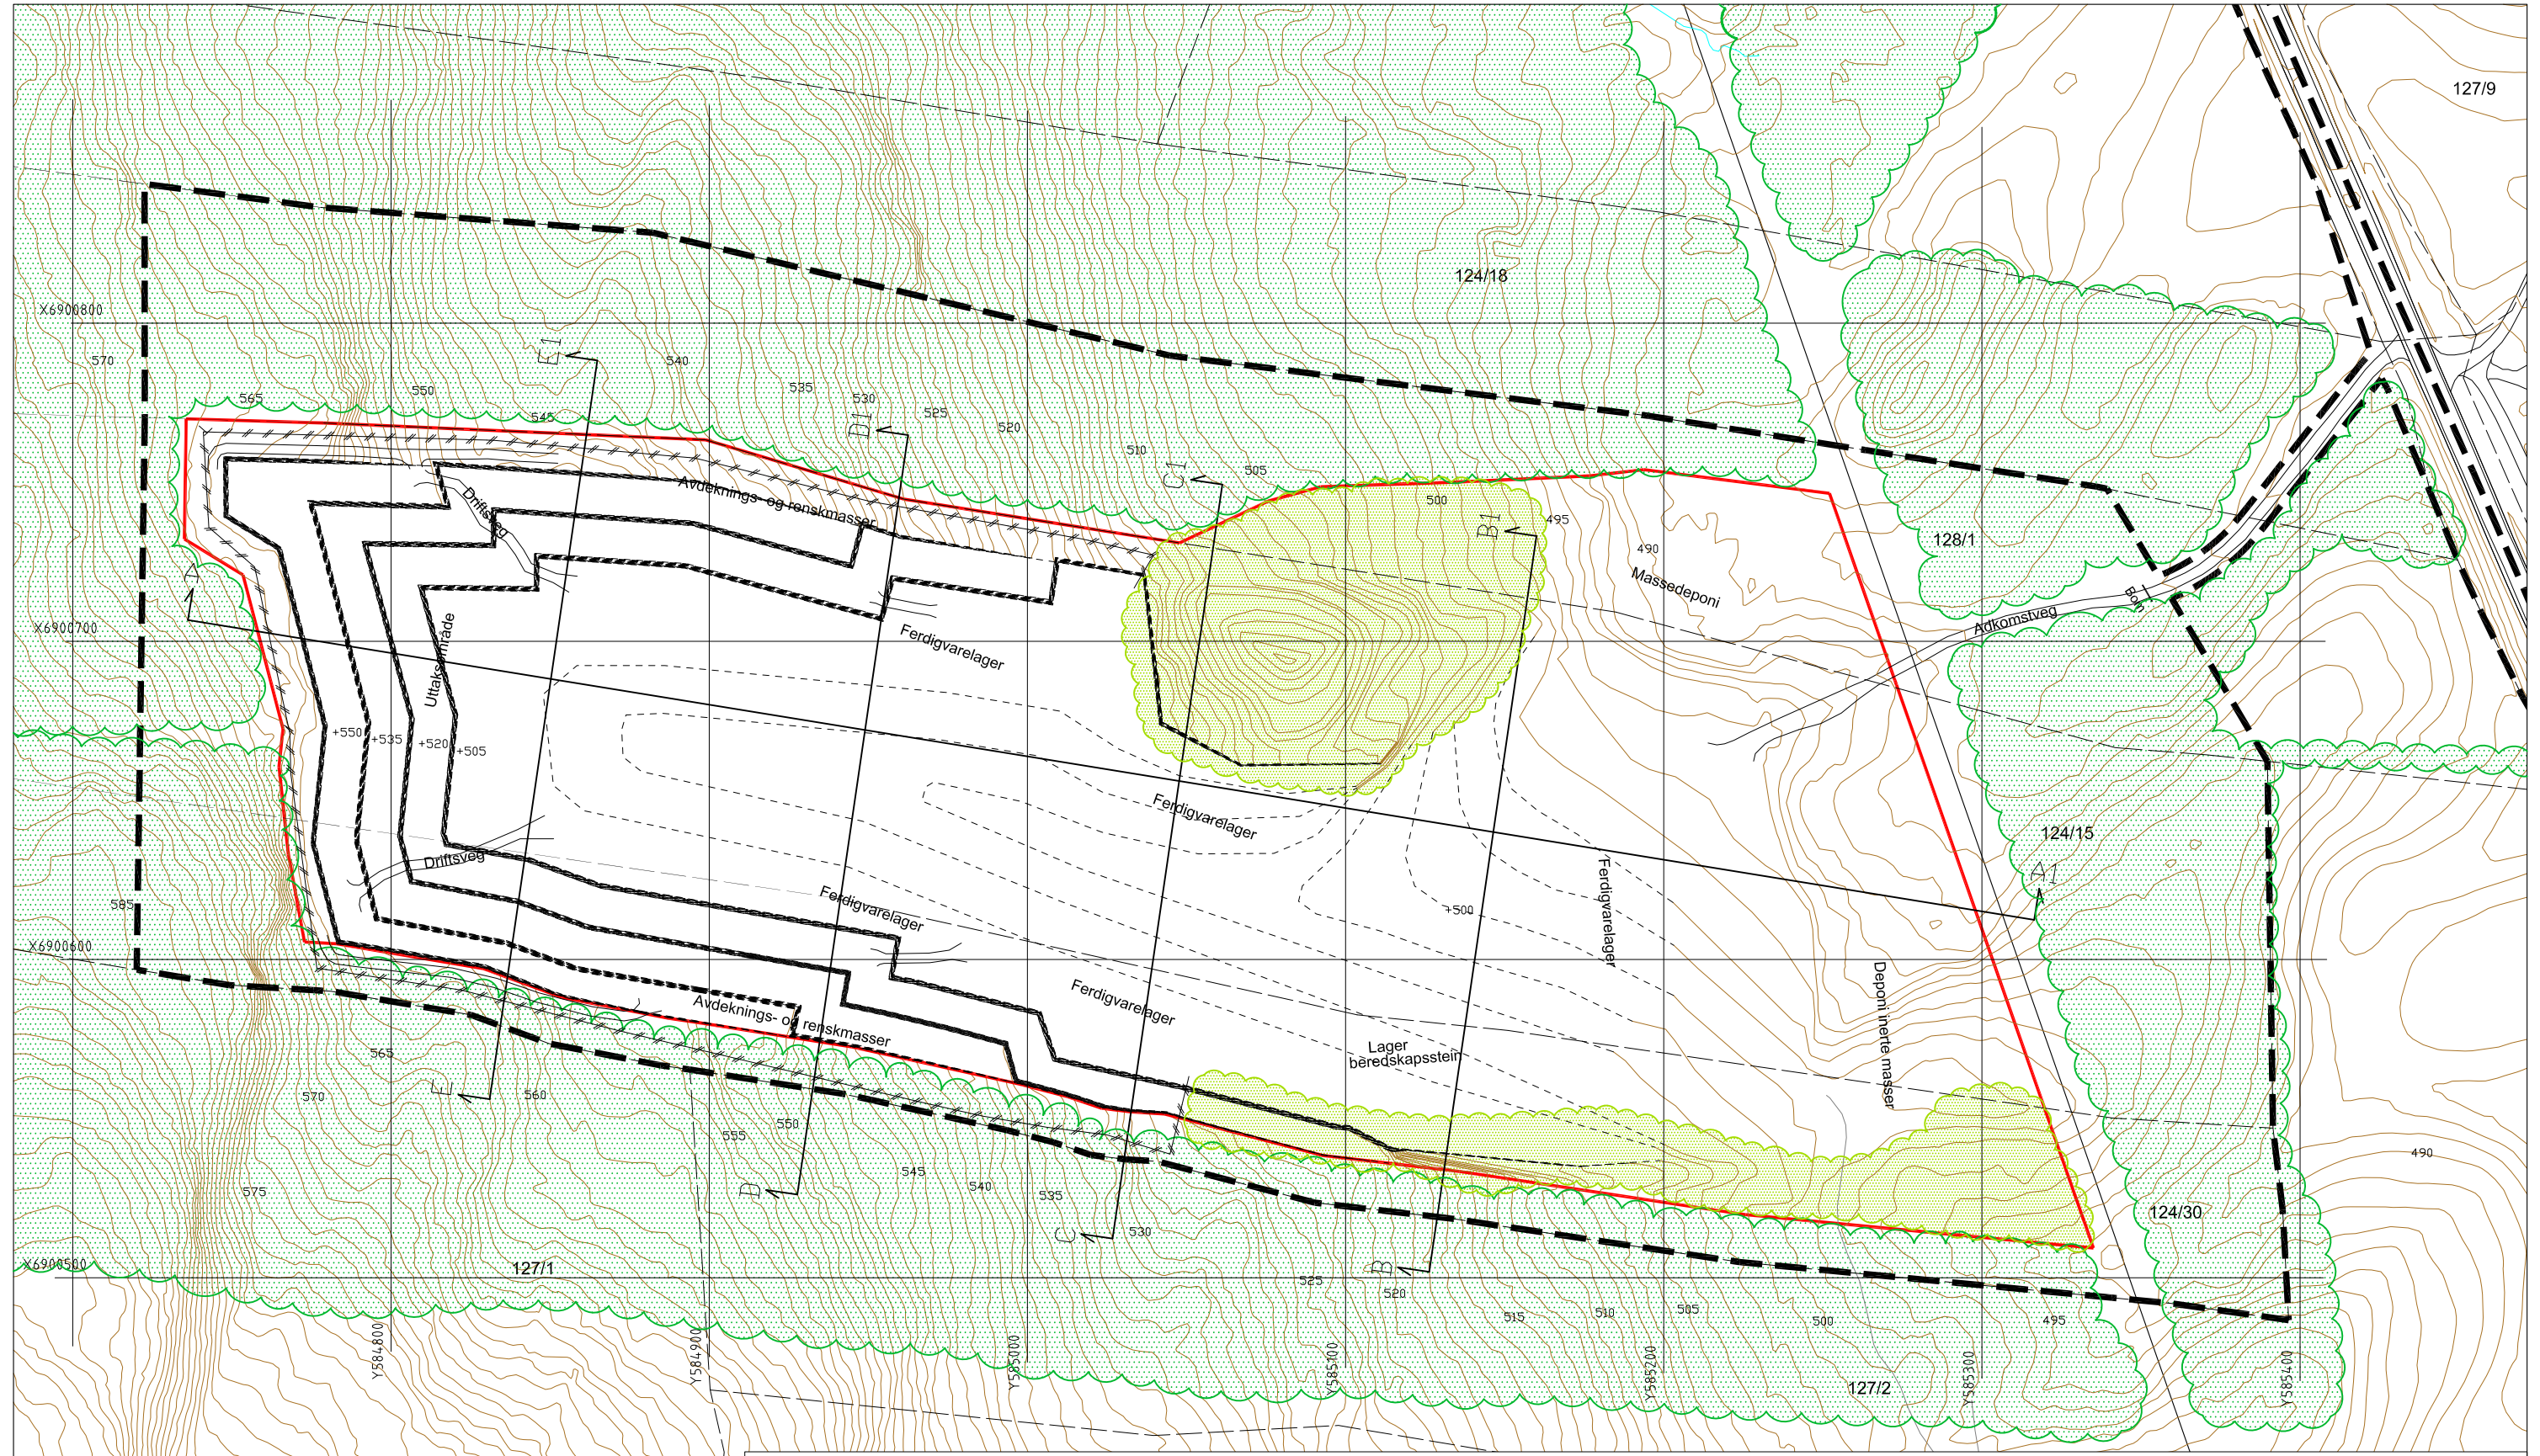 127/9
124/18
X6900800
570
565
550
545
E1
540
535
530
D1
525
520
510
C1
505
500
B1
495
490
Massedeponi
128/1
Bom
Adkomstveg
Avdeknings- og renskmasser
Driftsveg
A
X6900700
Uttaksområde
Ferdigvarelager
+550
+535
+520
+505
Ferdigvarelager
124/15
A1
Driftsveg
Ferdigvarelager
585
+500
Ferdigvarelager
X6900600
Ferdigvarelager
Deponi inerte masser
Avdeknings- og renskmasser
Lager
beredskapsstein
565
570
E
560
555
550
D
545
540
535
C
530
575
490
124/30
X6900500
127/1
525
B
520
515
510
505
500
495
127/2
Y584800
Y584900
Y585000
Y585100
Y585200
Y585300
Y585400